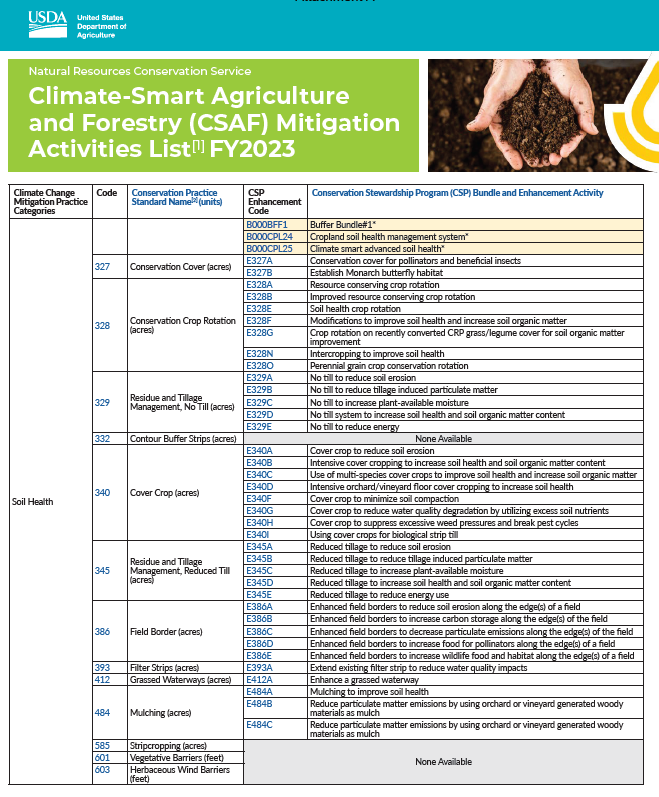 USDA United States
Department of
Agriculture
Natural Resources Conservation Service
Climate-Smart Agriculture
and Forestry (CSAF) Mitigation
Activities List[1] FY2023
Climate Change Mitigation Practice Categories | Code | Conservation Practice Standard Name[2] (units) | CSP Enhancement Code | Conservation Stewardship Program (CSP) Bundle and Enhancement Activity
Soil Health
B000BFF1 Buffer Bundle#1*
B000CPL24 Cropland soil health management system*
B000CPL25 Climate smart advanced soil health*
327 Conservation Cover (acres)
E327A Conservation cover for pollinators and beneficial insects
E327B Establish Monarch butterfly habitat
328 Conservation Crop Rotation (acres)
E328A Resource conserving crop rotation
E328B Improved resource conserving crop rotation
E328E Soil health crop rotation
E328F Modifications to improve soil health and increase soil organic matter
E328G Crop rotation on recently converted CRP grass/legume cover for soil organic matter
improvement
E328N Intercropping to improve soil health
E328O Perennial grain crop conservation rotation
329 Residue and Tillage Management, No Till (acres)
E329A No till to reduce soil erosion
E329B No till to reduce tillage induced particulate matter
E329C No till to increase plant-available moisture
E329D No till system to increase soil health and soil organic matter content
E329E No till to reduce energy
332 Contour Buffer Strips (acres) None Available
340 Cover Crop (acres)
E340A Cover crop to reduce soil erosion
E340B Intensive cover cropping to increase soil health and soil organic matter content
E340C Use of multi-species cover crops to improve soil health and increase soil organic matter
E340D Intensive orchard/vineyard floor cover cropping to increase soil health
E340F Cover crop to minimize soil compaction
E340G Cover crop to reduce water quality degradation by utilizing excess soil nutrients
E340H Cover crop to suppress excessive weed pressures and break pest cycles
E340I Using cover crops for biological strip till
345 Residue and Tillage Management, Reduced Till (acres)
E345A Reduced tillage to reduce soil erosion
E345B Reduced tillage to reduce tillage induced particulate matter
E345C Reduced tillage to increase plant-available moisture
E345D Reduced tillage to increase soil health and soil organic matter content
E345E Reduced tillage to reduce energy use
386 Field Border (acres)
E386A Enhanced field borders to reduce soil erosion along the edge(s) of a field
E386B Enhanced field borders to increase carbon storage along the edge(s) of the field
E386C Enhanced field borders to decrease particulate emissions along the edge(s) of the field
E386D Enhanced field borders to increase food for pollinators along the edge(s) of a field
E386E Enhanced field borders to increase wildlife food and habitat along the edge(s) of a field
393 Filter Strips (acres) E393A Extend existing filter strip to reduce water quality impacts
412 Grassed Waterways (acres) E412A Enhance a grassed waterway
484 Mulching (acres)
E484A Mulching to improve soil health
E484B Reduce particulate matter emissions by using orchard or vineyard generated woody
materials as mulch
E484C Reduce particulate matter emissions by using orchard or vineyard generated woody
materials as mulch
585 Stripcropping (acres)
601 Vegetative Barriers (feet)
603 Herbaceous Wind Barriers
(feet)
None Available